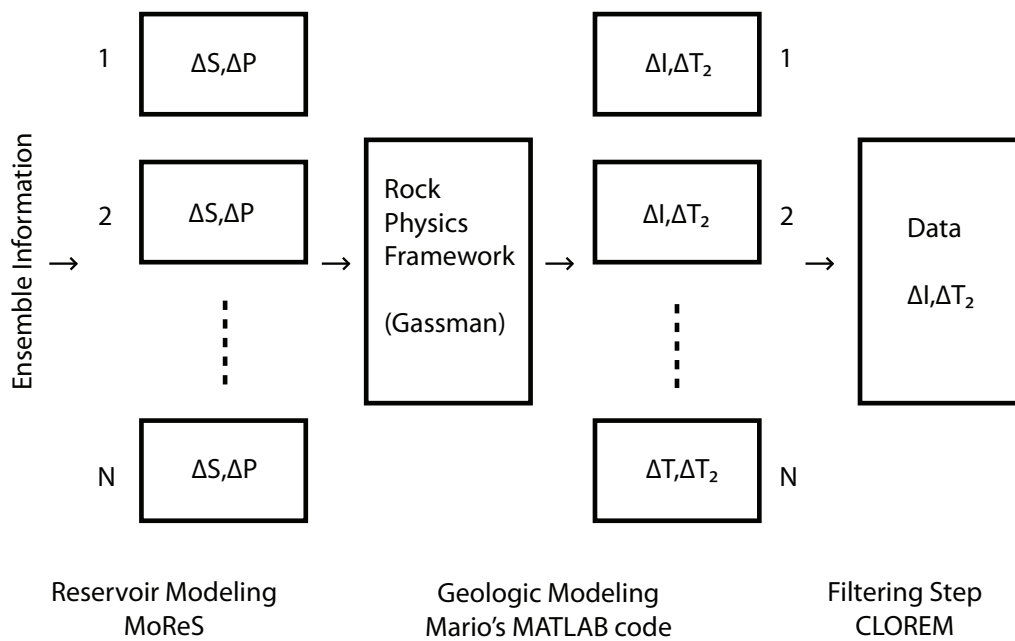 Ensemble Information
1
ΔS,ΔP
2
ΔS,ΔP
N
ΔS,ΔP
Rock
Physics
Framework
(Gassman)
ΔI,ΔT₂
1
ΔI,ΔT₂
2
ΔT,ΔT₂
N
Data
ΔI,ΔT₂
Reservoir Modeling
MoReS
Geologic Modeling
Mario's MATLAB code
Filtering Step
CLOREM